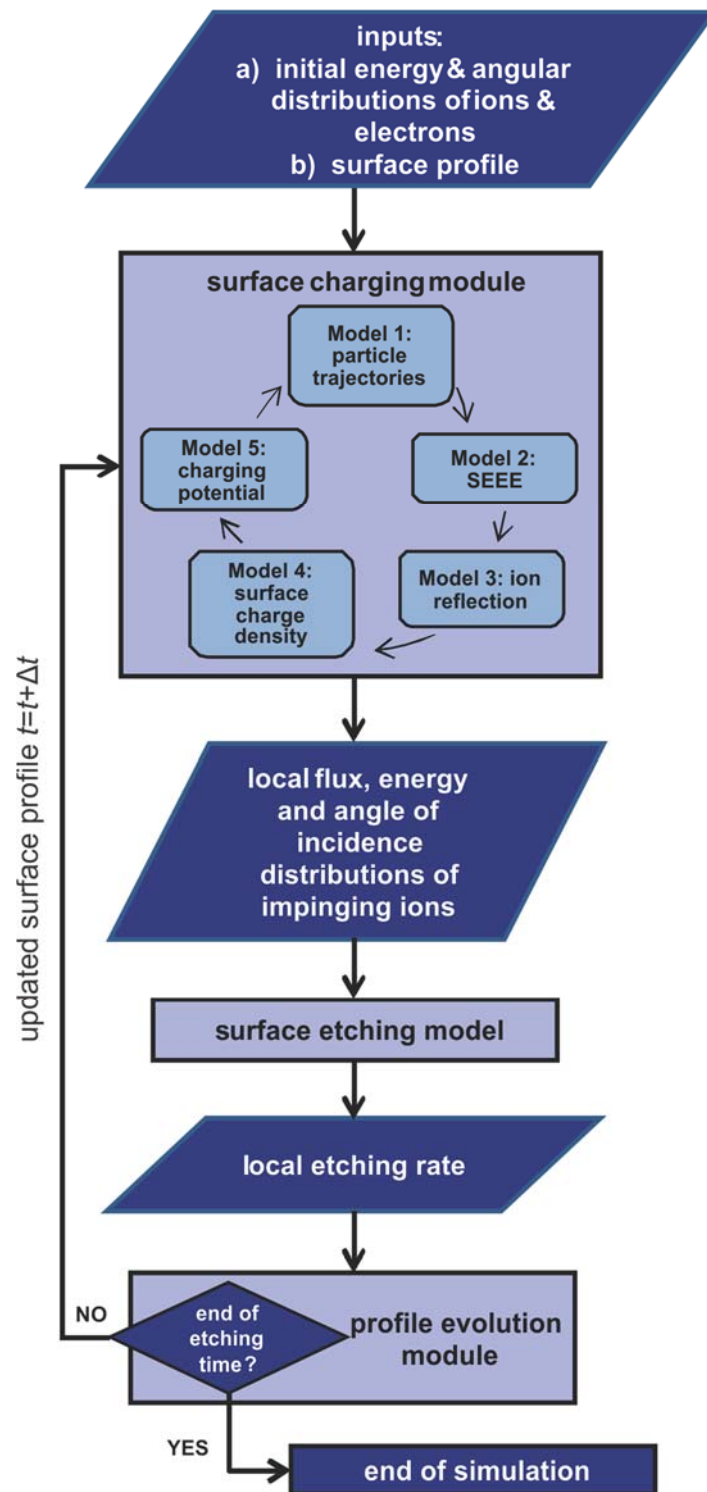 inputs:
a) initial energy & angular
distributions of ions &
electrons
b) surface profile
surface charging module
Model 1:
particle
trajectories
Model 2:
SEEE
Model 3: ion
reflection
Model 4:
surface
charge
density
Model 5:
charging
potential
local flux, energy
and angle of
incidence
distributions of
impinging ions
surface etching model
local etching rate
profile evolution
module
end of
etching
time?
NO
updated surface profile t=t+Δt
YES
end of simulation